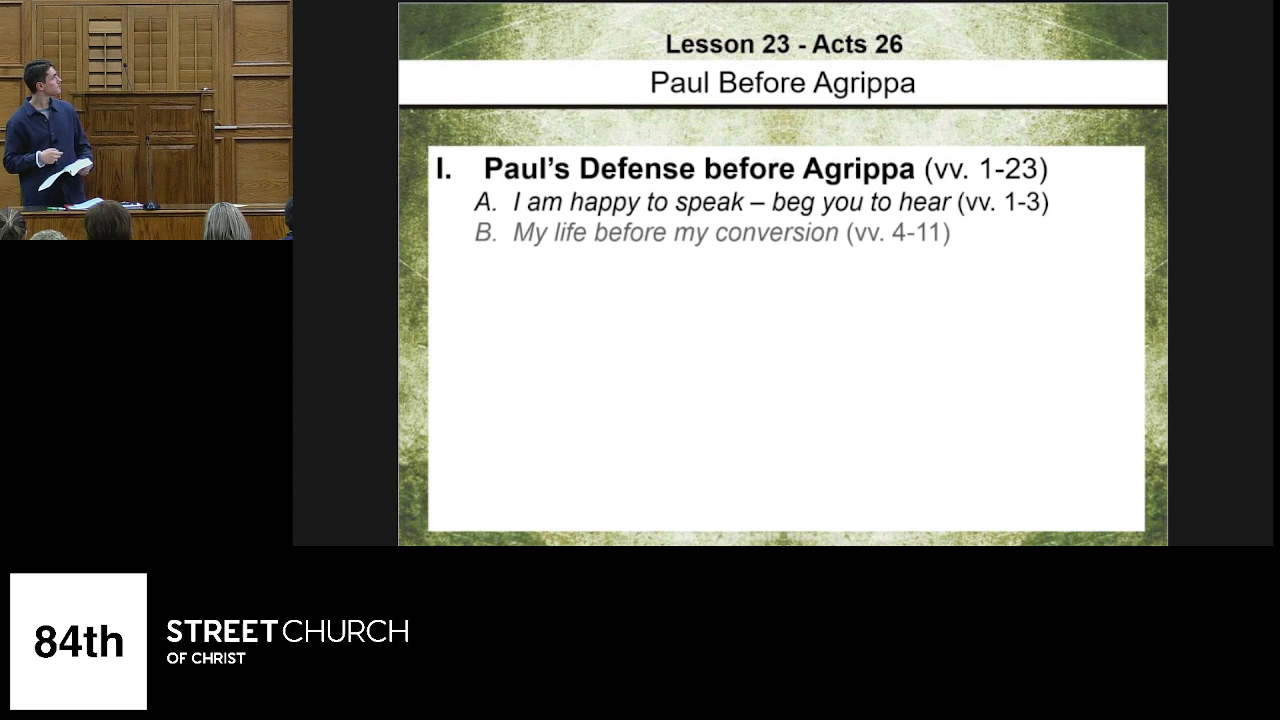 Lesson 23 - Acts 26
Paul Before Agrippa
I. Paul’s Defense before Agrippa (vv. 1-23)
A. I am happy to speak – beg you to hear (vv. 1-3)
B. My life before my conversion (vv. 4-11)
84th
STREET CHURCH
OF CHRIST